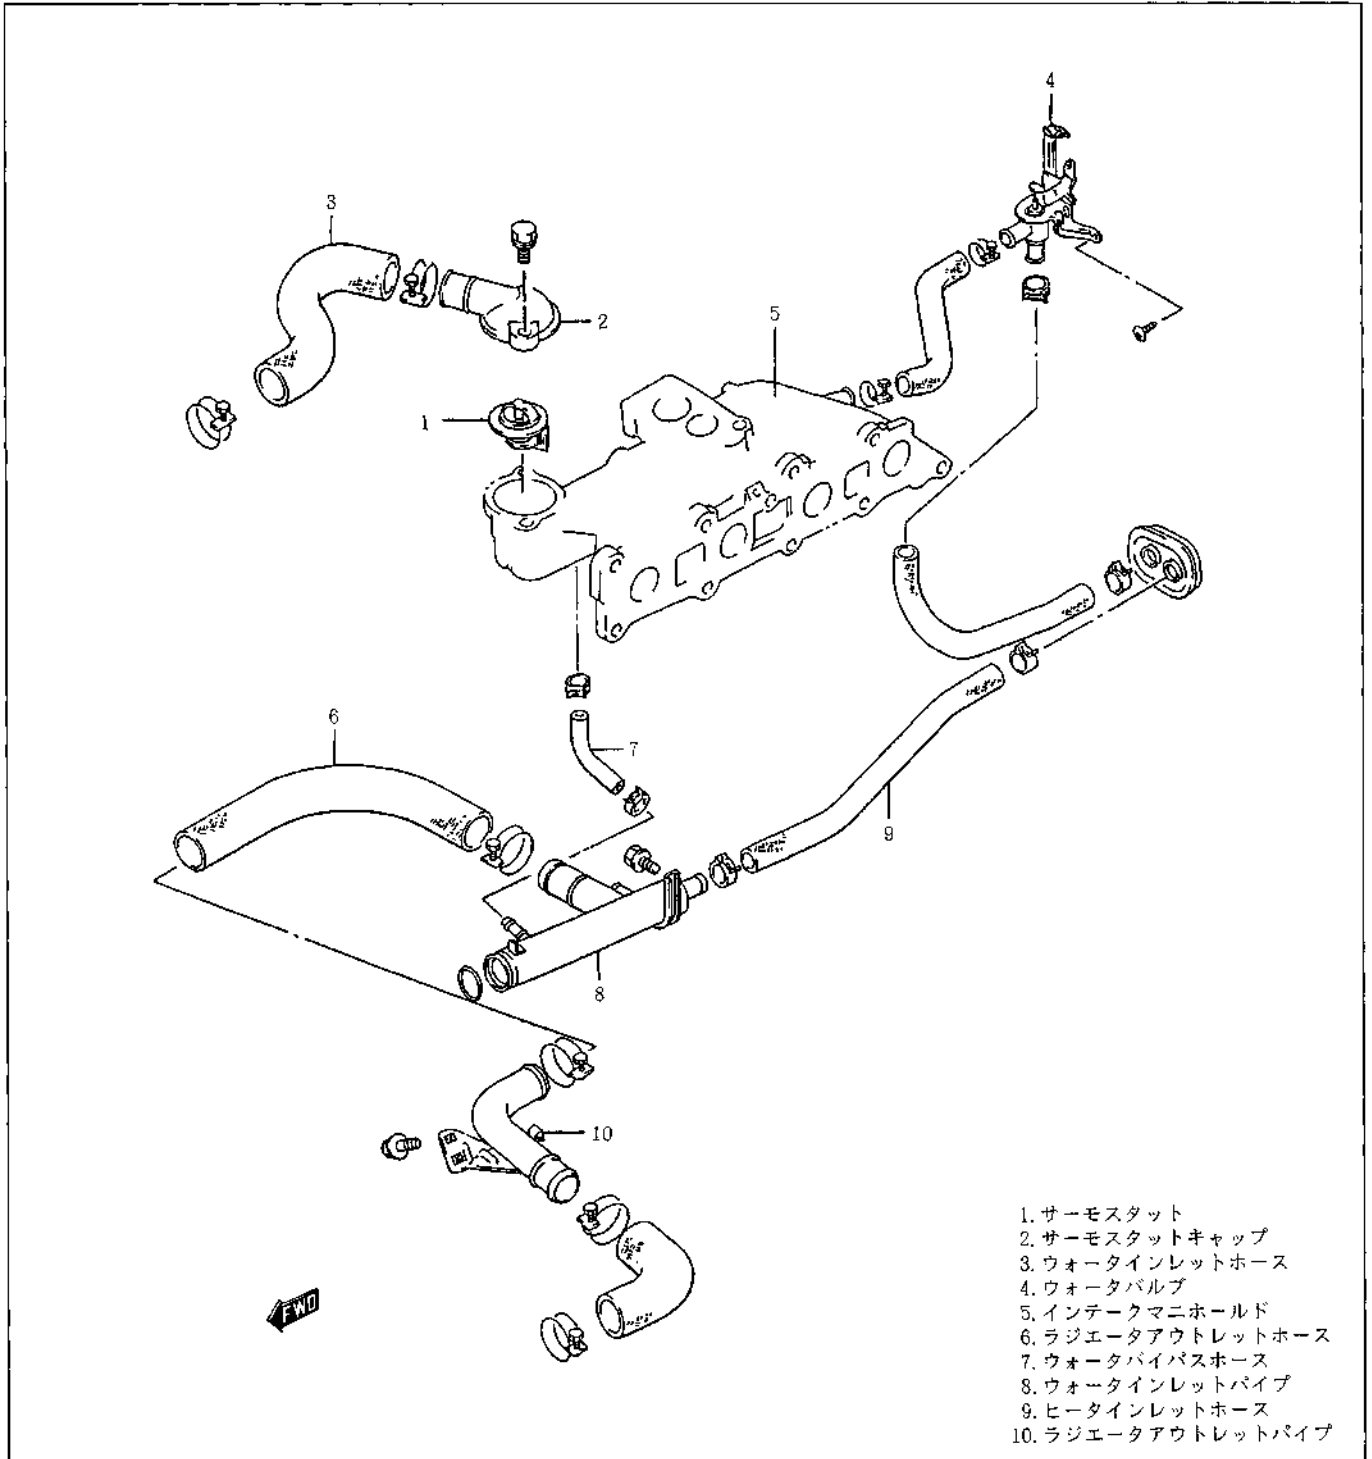 4
3
2
5
1
6
7
9
8
10
FWD
1. サーモスタット
2. サーモスタットキャップ
3. ウォータインレットホース
4. ウォータバルブ
5. インテークマニホールド
6. ラジエータアウトレットホース
7. ウォータバイパスホース
8. ウォータインレットパイプ
9. ヒータインレットホース
10. ラジエータアウトレットパイプ